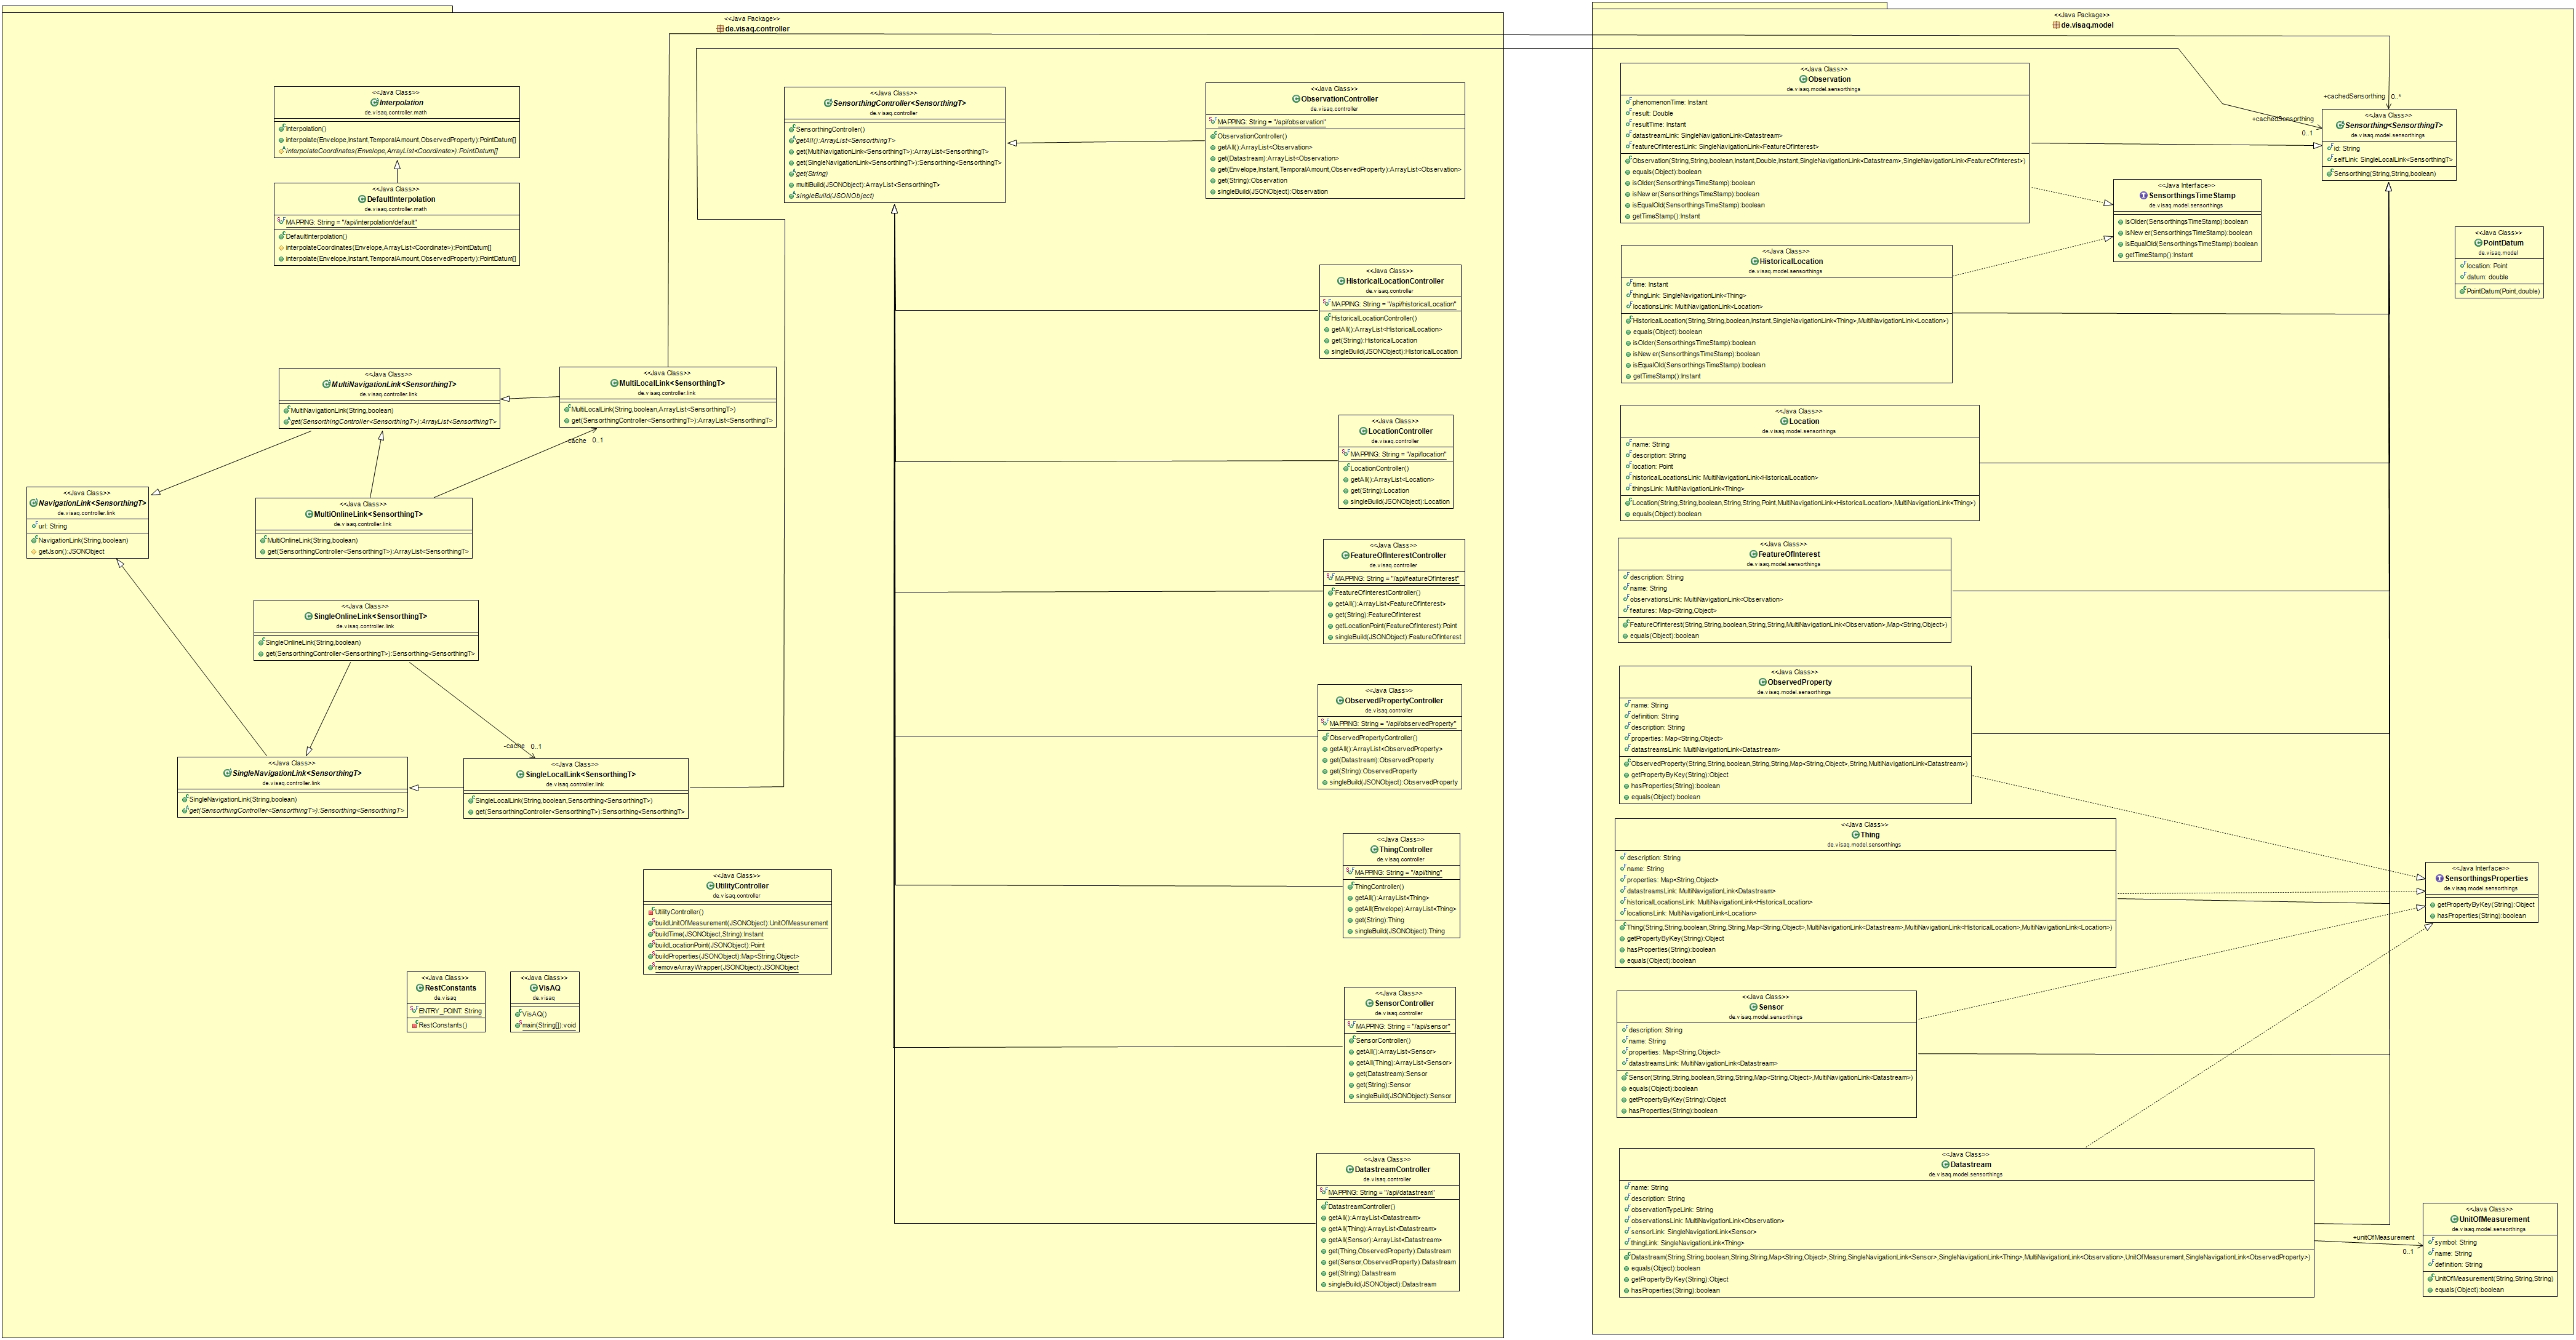 <<Java Package>>
de.visaq.controller
<<Java Class>>
Interpolation
de.visaq.controller.math
Interpolation()
interpolate(Envelope,Instant,TemporalAmount,ObservedProperty):PointDatum[]
interpolateCoordinates(Envelope,ArrayList<Coordinate>):PointDatum[]
<<Java Class>>
DefaultInterpolation
de.visaq.controller.math
MAPPING: String = "/api/interpolation/default"
DefaultInterpolation()
interpolateCoordinates(Envelope,ArrayList<Coordinate>):PointDatum[]
interpolate(Envelope,Instant,TemporalAmount,ObservedProperty):PointDatum[]
<<Java Class>>
SensorthingController<SensorthingT>
de.visaq.controller
SensorthingController()
getAll():ArrayList<SensorthingT>
get(MultiNavigationLink<SensorthingT>):ArrayList<SensorthingT>
get(SingleNavigationLink<SensorthingT>):Sensorthing<SensorthingT>
get(String)
multiBuild(JSONObject):ArrayList<SensorthingT>
singleBuild(JSONObject)
<<Java Class>>
ObservationController
de.visaq.controller
MAPPING: String = "/api/observation"
ObservationController()
getAll():ArrayList<Observation>
get(Datastream):ArrayList<Observation>
get(Envelope,Instant,TemporalAmount,ObservedProperty):ArrayList<Observation>
get(String):Observation
singleBuild(JSONObject):Observation
<<Java Class>>
HistoricalLocationController
de.visaq.controller
MAPPING: String = "/api/historicalLocation"
HistoricalLocationController()
getAll():ArrayList<HistoricalLocation>
get(String):HistoricalLocation
singleBuild(JSONObject):HistoricalLocation
<<Java Class>>
MultiNavigationLink<SensorthingT>
de.visaq.controller.link
MultiNavigationLink(String,boolean)
get(SensorthingController<SensorthingT>):ArrayList<SensorthingT>
<<Java Class>>
MultiLocalLink<SensorthingT>
de.visaq.controller.link
MultiLocalLink(String,boolean,ArrayList<SensorthingT>)
get(SensorthingController<SensorthingT>):ArrayList<SensorthingT>
-cache 0..1
<<Java Class>>
LocationController
de.visaq.controller
MAPPING: String = "/api/location"
LocationController()
getAll():ArrayList<Location>
get(String):Location
singleBuild(JSONObject):Location
<<Java Class>>
NavigationLink<SensorthingT>
de.visaq.controller.link
url: String
NavigationLink(String,boolean)
getJson():JSONObject
<<Java Class>>
MultiOnlineLink<SensorthingT>
de.visaq.controller.link
MultiOnlineLink(String,boolean)
get(SensorthingController<SensorthingT>):ArrayList<SensorthingT>
<<Java Class>>
FeatureOfInterestController
de.visaq.controller
MAPPING: String = "/api/featureOfInterest"
FeatureOfInterestController()
getAll():ArrayList<FeatureOfInterest>
get(String):FeatureOfInterest
getLocationPoint(FeatureOfInterest):Point
singleBuild(JSONObject):FeatureOfInterest
<<Java Class>>
SingleOnlineLink<SensorthingT>
de.visaq.controller.link
SingleOnlineLink(String,boolean)
get(SensorthingController<SensorthingT>):Sensorthing<SensorthingT>
-cache 0..1
<<Java Class>>
ObservedPropertyController
de.visaq.controller
MAPPING: String = "/api/observedProperty"
ObservedPropertyController()
getAll():ArrayList<ObservedProperty>
get(Datastream):ObservedProperty
get(String):ObservedProperty
singleBuild(JSONObject):ObservedProperty
<<Java Class>>
SingleNavigationLink<SensorthingT>
de.visaq.controller.link
SingleNavigationLink(String,boolean)
get(SensorthingController<SensorthingT>):Sensorthing<SensorthingT>
<<Java Class>>
SingleLocalLink<SensorthingT>
de.visaq.controller.link
SingleLocalLink(String,boolean,Sensorthing<SensorthingT>)
get(SensorthingController<SensorthingT>):Sensorthing<SensorthingT>
<<Java Class>>
ThingController
de.visaq.controller
MAPPING: String = "/api/thing"
ThingController()
getAll():ArrayList<Thing>
getAll(Envelope):ArrayList<Thing>
get(String):Thing
singleBuild(JSONObject):Thing
<<Java Class>>
UtilityController
de.visaq.controller
UtilityController()
buildUnitOfMeasurement(JSONObject):UnitOfMeasurement
buildTime(JSONObject,String):Instant
buildLocationPoint(JSONObject):Point
buildProperties(JSONObject):Map<String,Object>
removeArrayWrapper(JSONObject):JSONObject
<<Java Class>>
RestConstants
de.visaq
ENTRY_POINT: String
RestConstants()
<<Java Class>>
VisAQ
de.visaq
VisAQ()
main(String[]):void
<<Java Class>>
SensorController
de.visaq.controller
MAPPING: String = "/api/sensor"
SensorController()
getAll():ArrayList<Sensor>
getAll(Thing):ArrayList<Sensor>
get(Datastream):Sensor
get(String):Sensor
singleBuild(JSONObject):Sensor
<<Java Class>>
DatastreamController
de.visaq.controller
MAPPING: String = "/api/datastream"
DatastreamController()
getAll():ArrayList<Datastream>
getAll(Thing):ArrayList<Datastream>
getAll(Sensor):ArrayList<Datastream>
get(Thing,ObservedProperty):Datastream
get(Sensor,ObservedProperty):Datastream
get(String):Datastream
singleBuild(JSONObject):Datastream
<<Java Package>>
de.visaq.model
<<Java Class>>
Observation
de.visaq.model.sensorthings
phenomenonTime: Instant
result: Double
resultTime: Instant
datastreamLink: SingleNavigationLink<Datastream>
featureOfInterestLink: SingleNavigationLink<FeatureOfInterest>
Observation(String,String,boolean,Instant,Double,Instant,SingleNavigationLink<Datastream>,SingleNavigationLink<FeatureOfInterest>)
equals(Object):boolean
isOlder(SensorthingsTimeStamp):boolean
isNewer(SensorthingsTimeStamp):boolean
isEqualOld(SensorthingsTimeStamp):boolean
getTimeStamp():Instant
+cachedSensorthing 0..*
+cachedSensorthing
0..1
<<Java Class>>
Sensorthing<SensorthingT>
de.visaq.model.sensorthings
id: String
selfLink: SingleLocalLink<SensorthingT>
Sensorthing(String,String,boolean)
<<Java Interface>>
SensorthingsTimeStamp
de.visaq.model.sensorthings
isOlder(SensorthingsTimeStamp):boolean
isNewer(SensorthingsTimeStamp):boolean
isEqualOld(SensorthingsTimeStamp):boolean
getTimeStamp():Instant
<<Java Class>>
PointDatum
de.visaq.model
location: Point
datum: double
PointDatum(Point,double)
<<Java Class>>
HistoricalLocation
de.visaq.model.sensorthings
time: Instant
thingLink: SingleNavigationLink<Thing>
locationsLink: MultiNavigationLink<Location>
HistoricalLocation(String,String,boolean,Instant,SingleNavigationLink<Thing>,MultiNavigationLink<Location>)
equals(Object):boolean
isOlder(SensorthingsTimeStamp):boolean
isNewer(SensorthingsTimeStamp):boolean
isEqualOld(SensorthingsTimeStamp):boolean
getTimeStamp():Instant
<<Java Class>>
Location
de.visaq.model.sensorthings
name: String
description: String
location: Point
historicalLocationsLink: MultiNavigationLink<HistoricalLocation>
thingsLink: MultiNavigationLink<Thing>
Location(String,String,boolean,String,String,Point,MultiNavigationLink<HistoricalLocation>,MultiNavigationLink<Thing>)
equals(Object):boolean
<<Java Class>>
FeatureOfInterest
de.visaq.model.sensorthings
description: String
name: String
observationsLink: MultiNavigationLink<Observation>
features: Map<String,Object>
FeatureOfInterest(String,String,boolean,String,String,MultiNavigationLink<Observation>,Map<String,Object>)
equals(Object):boolean
<<Java Class>>
ObservedProperty
de.visaq.model.sensorthings
name: String
definition: String
description: String
properties: Map<String,Object>
datastreamsLink: MultiNavigationLink<Datastream>
ObservedProperty(String,String,boolean,String,String,Map<String,Object>,String,MultiNavigationLink<Datastream>)
getPropertyByKey(String):Object
hasProperties(String):boolean
equals(Object):boolean
<<Java Class>>
Thing
de.visaq.model.sensorthings
description: String
name: String
properties: Map<String,Object>
datastreamsLink: MultiNavigationLink<Datastream>
historicalLocationsLink: MultiNavigationLink<HistoricalLocation>
locationsLink: MultiNavigationLink<Location>
Thing(String,String,boolean,String,String,Map<String,Object>,MultiNavigationLink<Datastream>,MultiNavigationLink<HistoricalLocation>,MultiNavigationLink<Location>)
getPropertyByKey(String):Object
hasProperties(String):boolean
equals(Object):boolean
<<Java Interface>>
SensorthingsProperties
de.visaq.model.sensorthings
getPropertyByKey(String):Object
hasProperties(String):boolean
<<Java Class>>
Sensor
de.visaq.model.sensorthings
description: String
name: String
properties: Map<String,Object>
datastreamsLink: MultiNavigationLink<Datastream>
Sensor(String,String,boolean,String,String,Map<String,Object>,MultiNavigationLink<Datastream>)
equals(Object):boolean
getPropertyByKey(String):Object
hasProperties(String):boolean
<<Java Class>>
Datastream
de.visaq.model.sensorthings
name: String
description: String
observationTypeLink: String
observationsLink: MultiNavigationLink<Observation>
sensorLink: SingleNavigationLink<Sensor>
thingLink: SingleNavigationLink<Thing>
Datastream(String,String,boolean,String,String,Map<String,Object>,String,SingleNavigationLink<Sensor>,SingleNavigationLink<Thing>,MultiNavigationLink<Observation>,UnitOfMeasurement,SingleNavigationLink<ObservedProperty>)
equals(Object):boolean
getPropertyByKey(String):Object
hasProperties(String):boolean
+unitOfMeasurement
0..1
<<Java Class>>
UnitOfMeasurement
de.visaq.model.sensorthings
symbol: String
name: String
definition: String
UnitOfMeasurement(String,String,String)
equals(Object):boolean